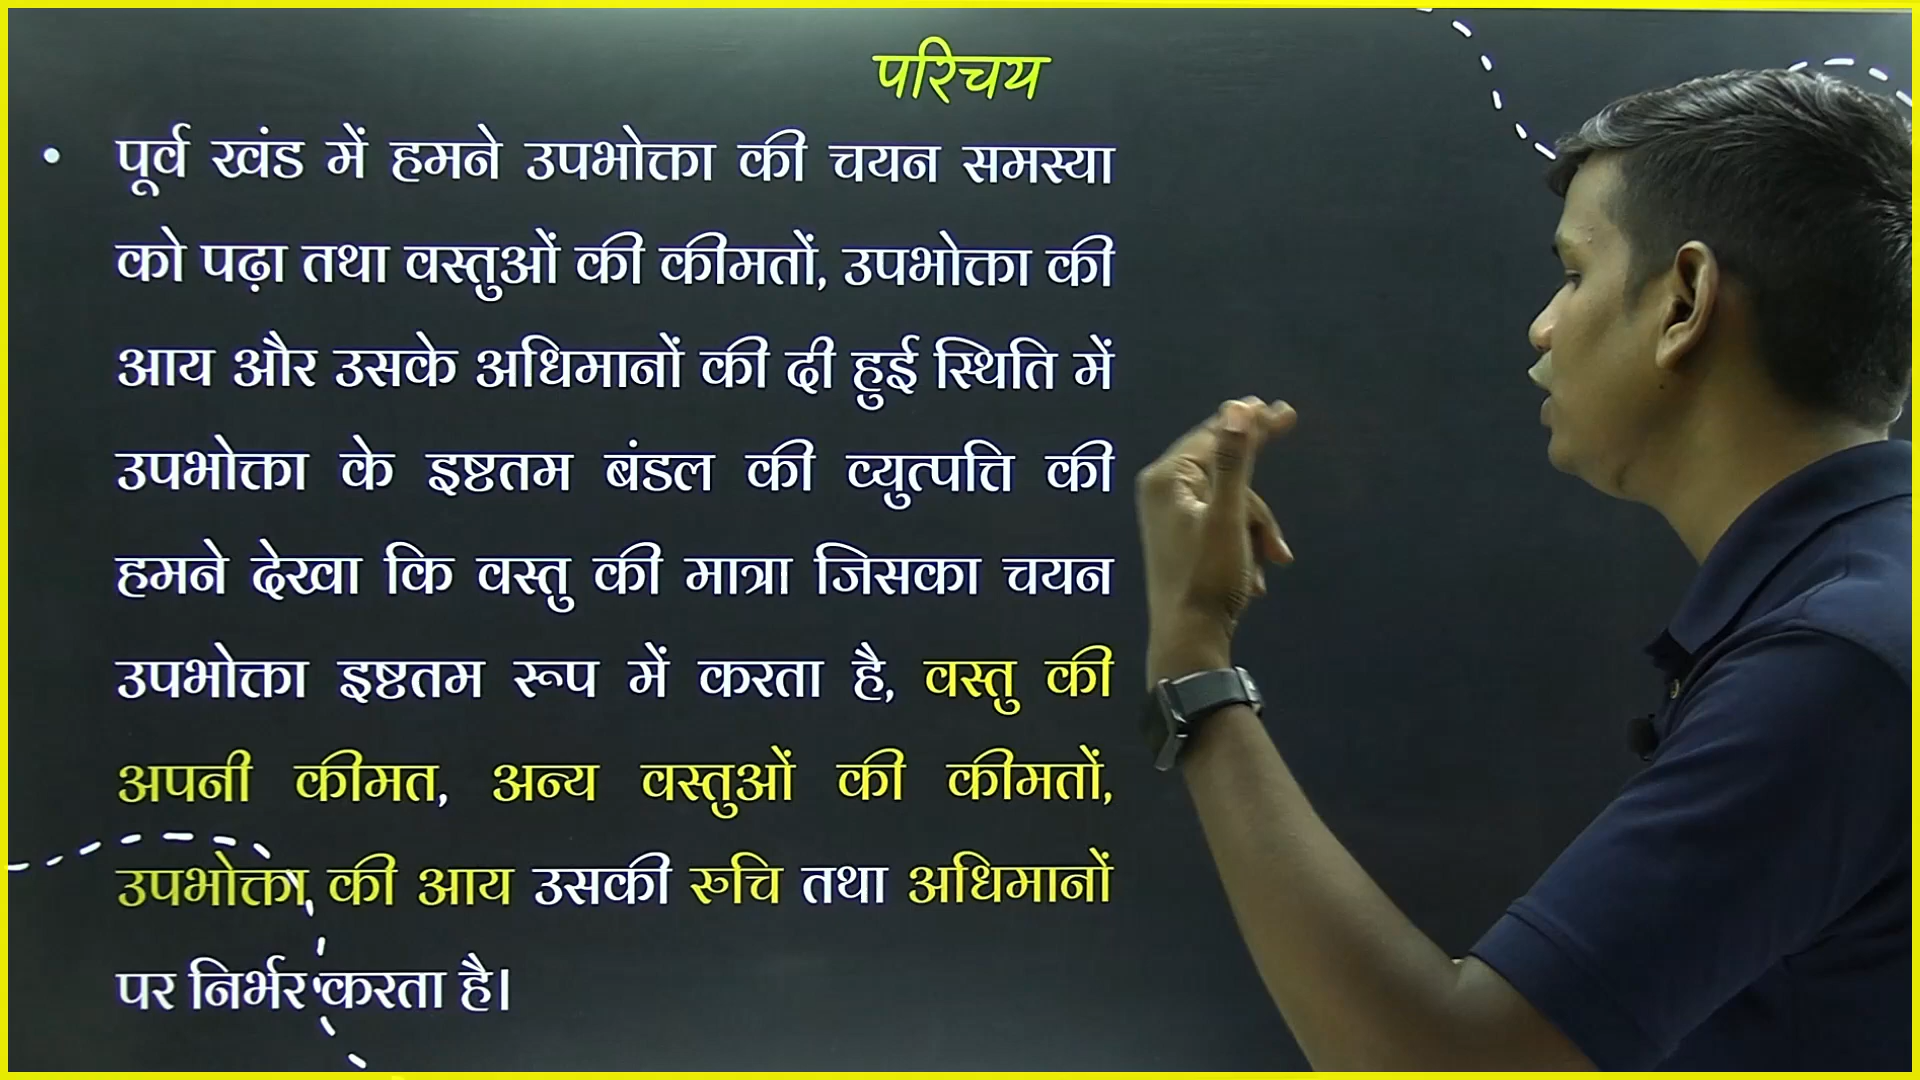 परिचय
• पूर्व खंड में हमने उपभोक्ता की चयन समस्या
को पढ़ा तथा वस्तुओं की कीमतों, उपभोक्ता की
आय और उसके अधिमानों की दी हुई स्थिति में
उपभोक्ता के इष्टतम बंडल की व्युत्पत्ति की
हमने देखा कि वस्तु की मात्रा जिसका चयन
उपभोक्ता इष्टतम रूप में करता है, वस्तु की
अपनी कीमत, अन्य वस्तुओं की कीमतों,
उपभोक्ता की आय उसकी रुचि तथा अधिमानों
पर निर्भर करता है।